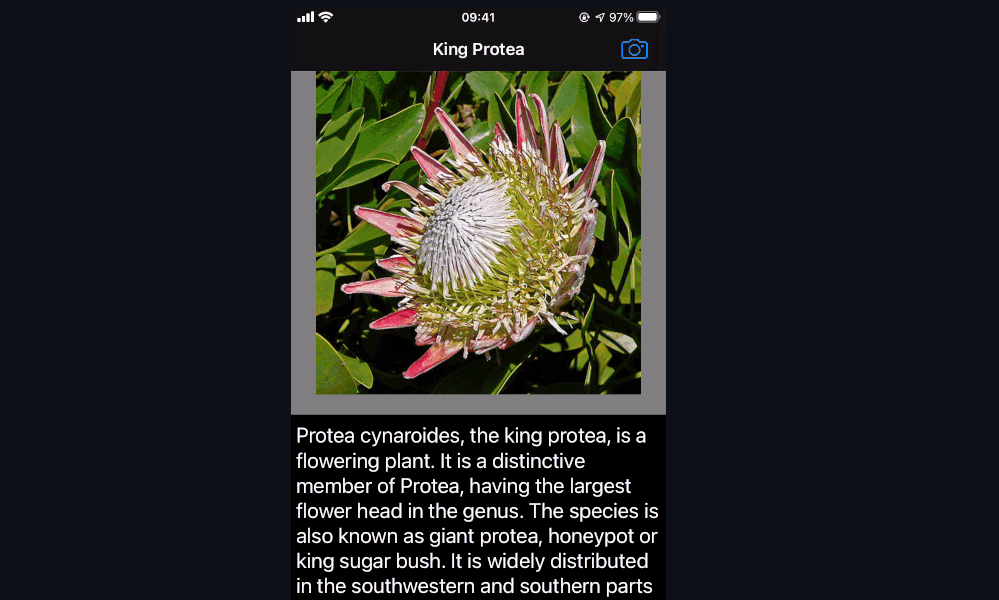 09:41 97%
King Protea
Protea cynaroides, the king protea, is a
flowering plant. It is a distinctive
member of Protea, having the largest
flower head in the genus. The species is
also known as giant protea, honeypot or
king sugar bush. It is widely distributed
in the southwestern and southern parts